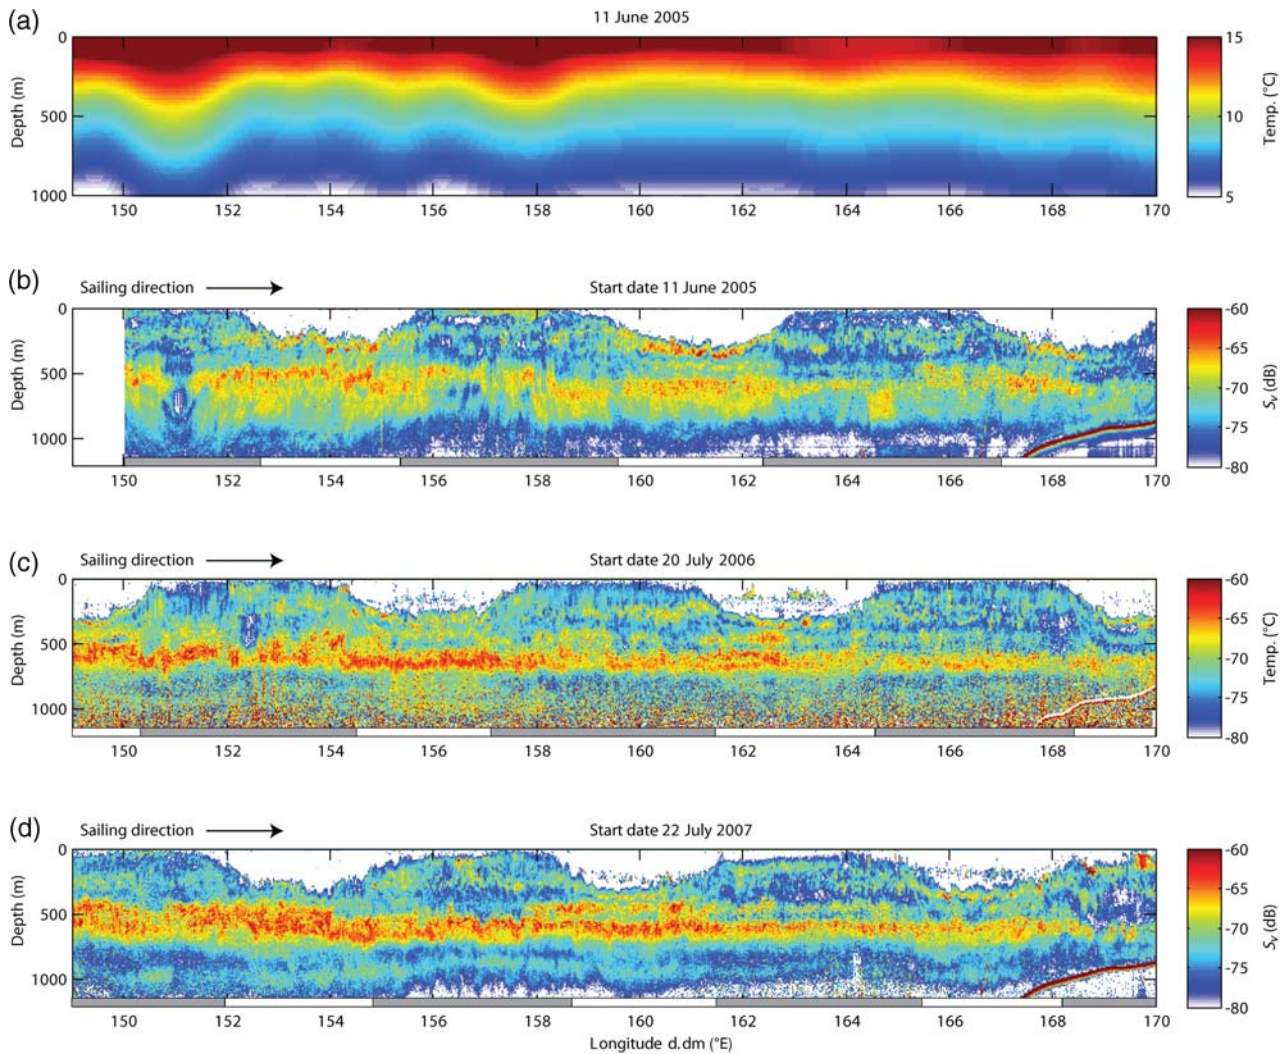 (a)
11 June 2005
0
500
1000
Depth (m)
150 152 154 156 158 160 162 164 166 168 170
15
10
5
Temp. (°C)
(b)
Sailing direction
Start date 11 June 2005
0
500
1000
Depth (m)
150 152 154 156 158 160 162 164 166 168 170
-60
-65
-70
-75
-80
Sv (dB)
(c)
Sailing direction
Start date 20 July 2006
0
500
1000
Depth (m)
150 152 154 156 158 160 162 164 166 168 170
-60
-65
-70
-75
-80
Temp. (°C)
(d)
Sailing direction
Start date 22 July 2007
0
500
1000
Depth (m)
150 152 154 156 158 160 162 164 166 168 170
Longitude d.dm (°E)
-60
-65
-70
-75
-80
Sv (dB)